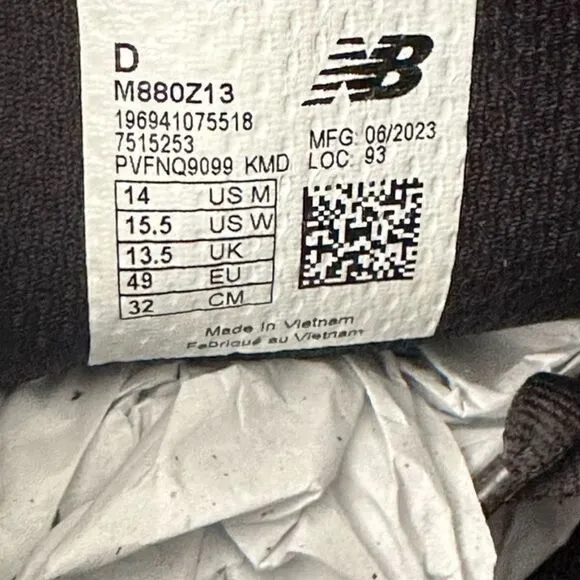 D
M880Z13
196941075518
7515253
PVFNQ9099 KMD
NB
MFG 06/2023
LOC: 93
14 US M
15.5 US W
13.5 UK
49 EU
32 CM
Made in Vietnam
Fabriqué au Vietnam